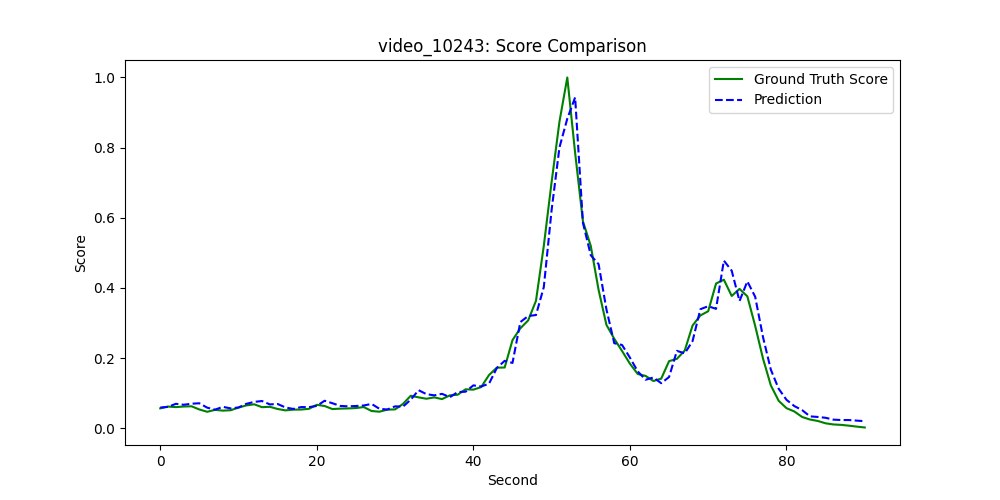 video_10243: Score Comparison
Ground Truth Score
Prediction
1.0
0.8
0.6
0.4
0.2
0.0
Score
0 20 40 60 80
Second